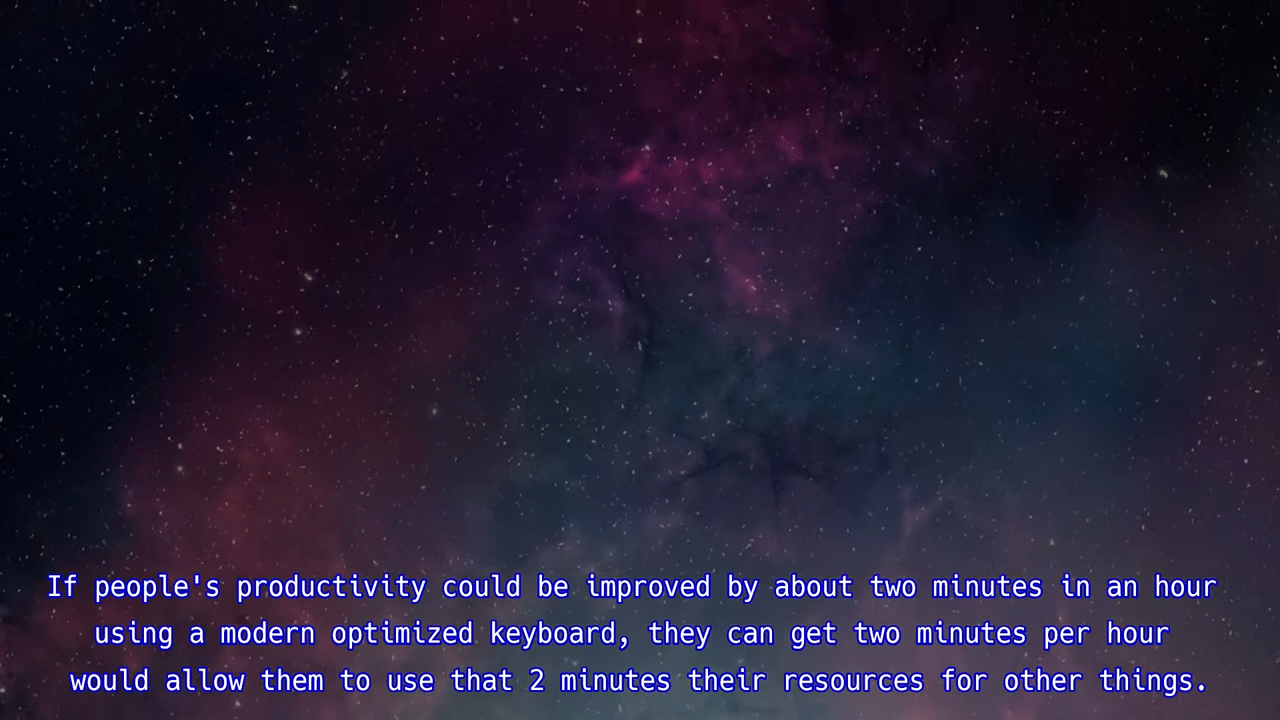 If people's productivity could be improved by about two minutes in an hour
using a modern optimized keyboard, they can get two minutes per hour
would allow them to use that 2 minutes their resources for other things.